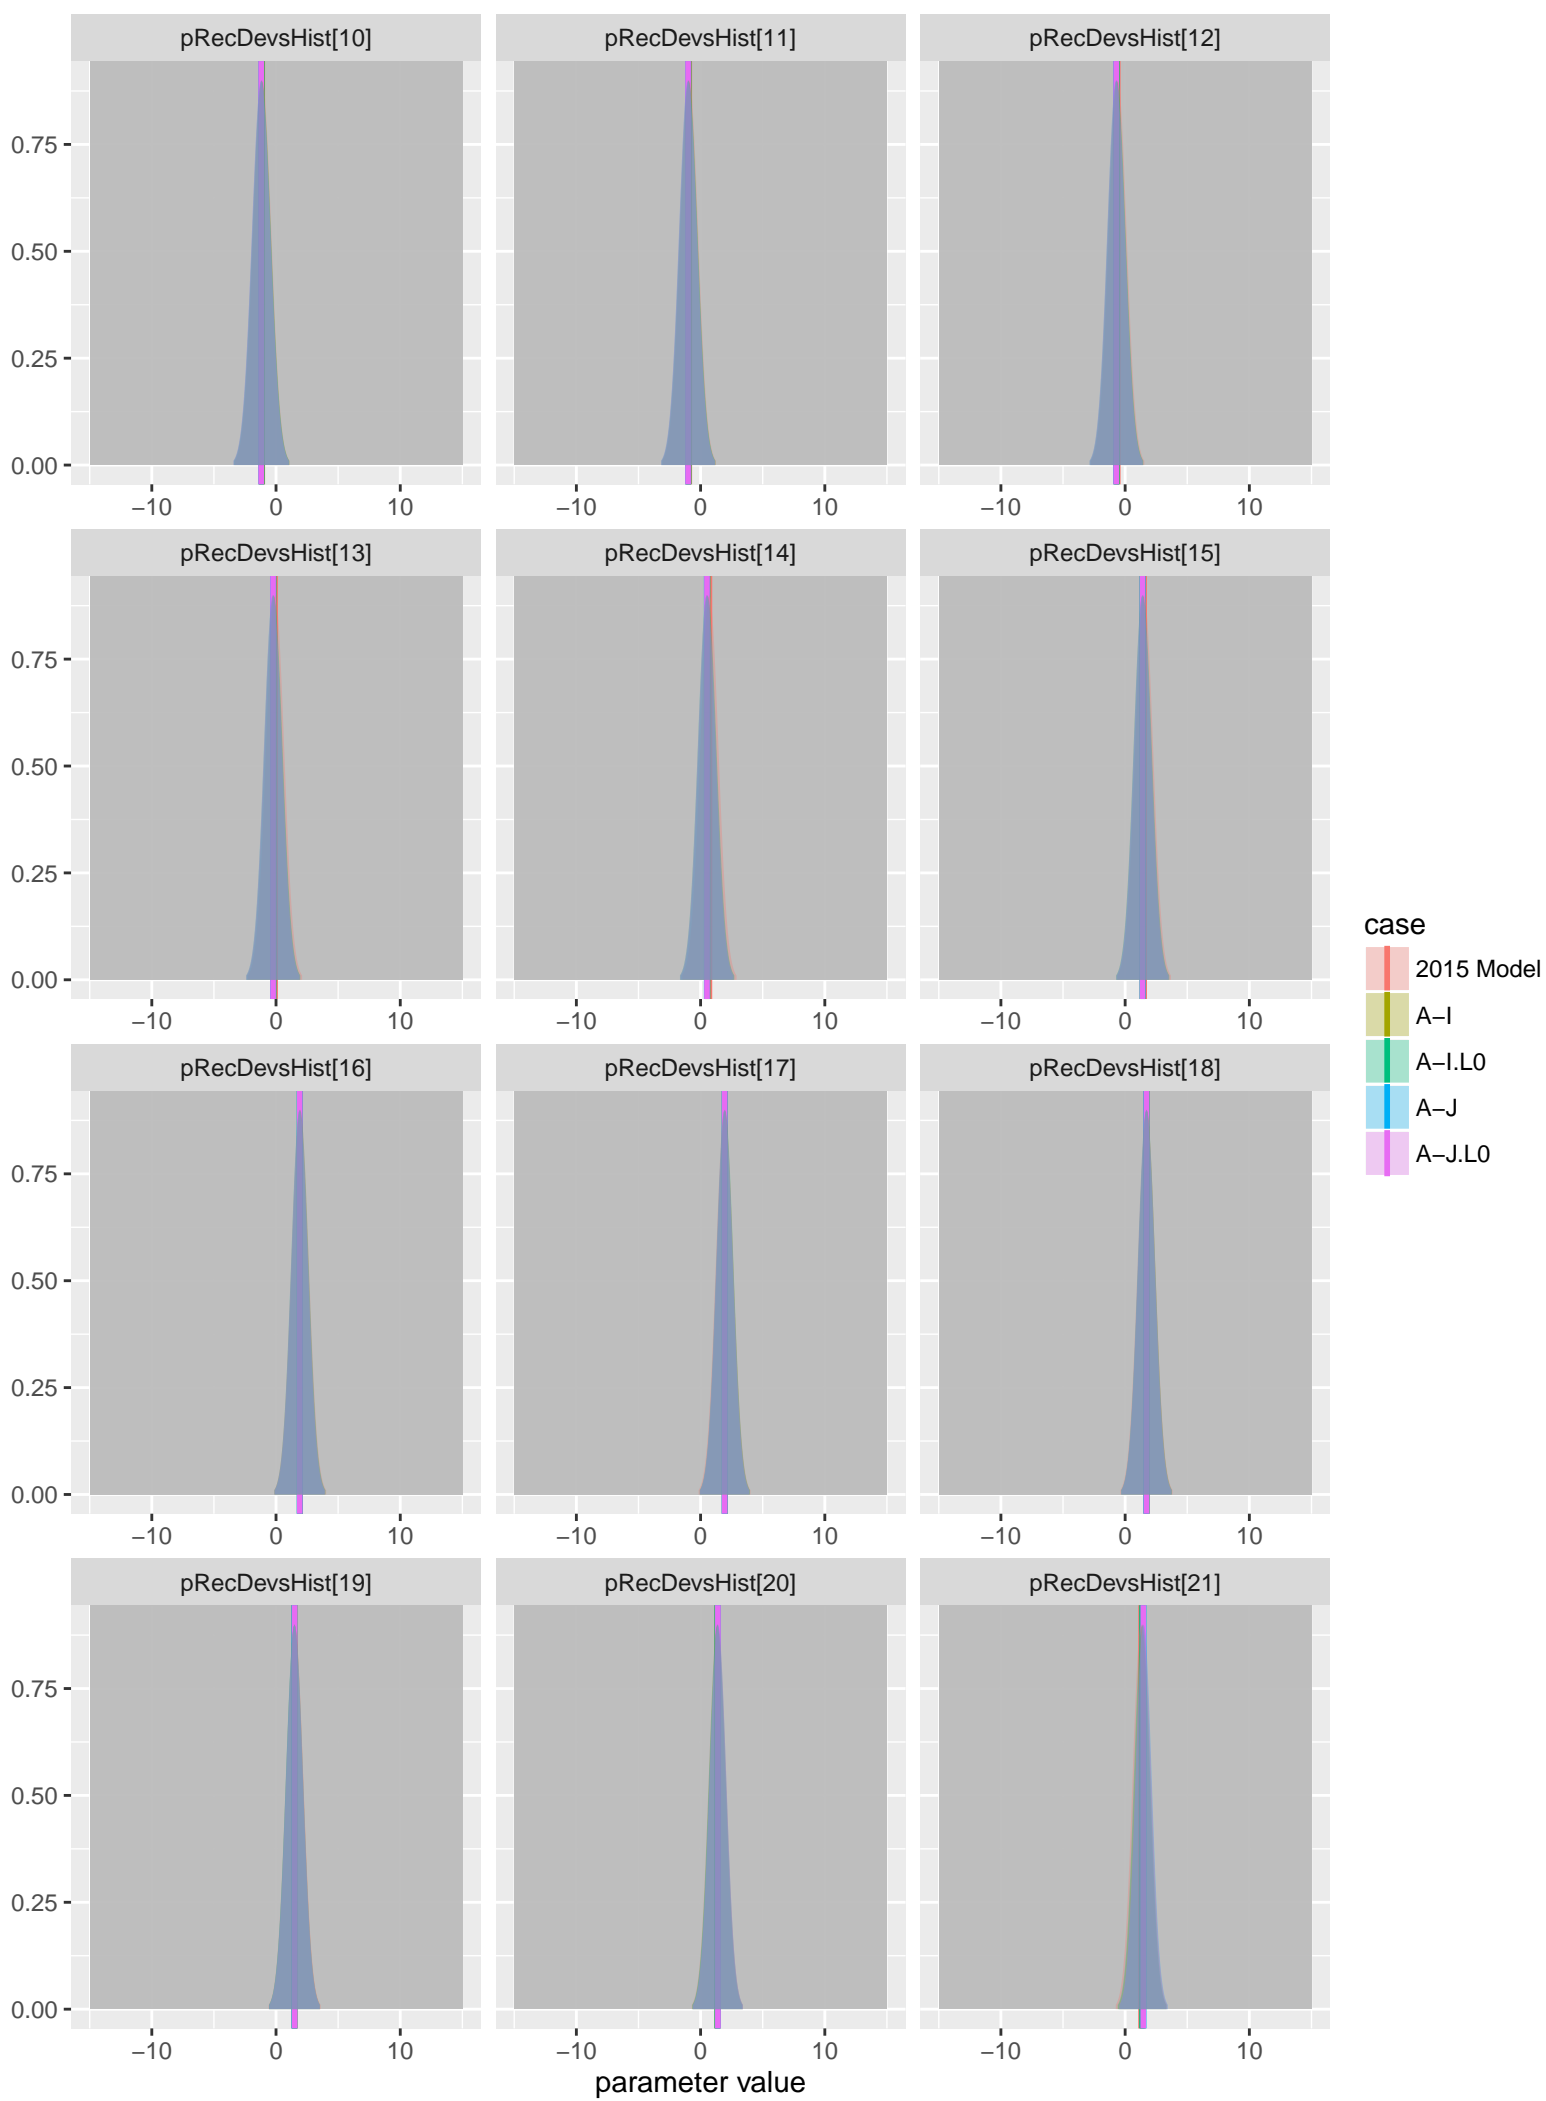 pRecDevsHist[10] pRecDevsHist[11] pRecDevsHist[12]
0.75
0.50
0.25
0.00
−10 0 10 −10 0 10 −10 0 10
pRecDevsHist[13] pRecDevsHist[14] pRecDevsHist[15]
0.75
0.50
0.25
0.00
−10 0 10 −10 0 10 −10 0 10
pRecDevsHist[16] pRecDevsHist[17] pRecDevsHist[18]
0.75
0.50
0.25
0.00
−10 0 10 −10 0 10 −10 0 10
pRecDevsHist[19] pRecDevsHist[20] pRecDevsHist[21]
0.75
0.50
0.25
0.00
−10 0 10 −10 0 10 −10 0 10
parameter value
case
2015 Model
A−I
A−I.L0
A−J
A−J.L0